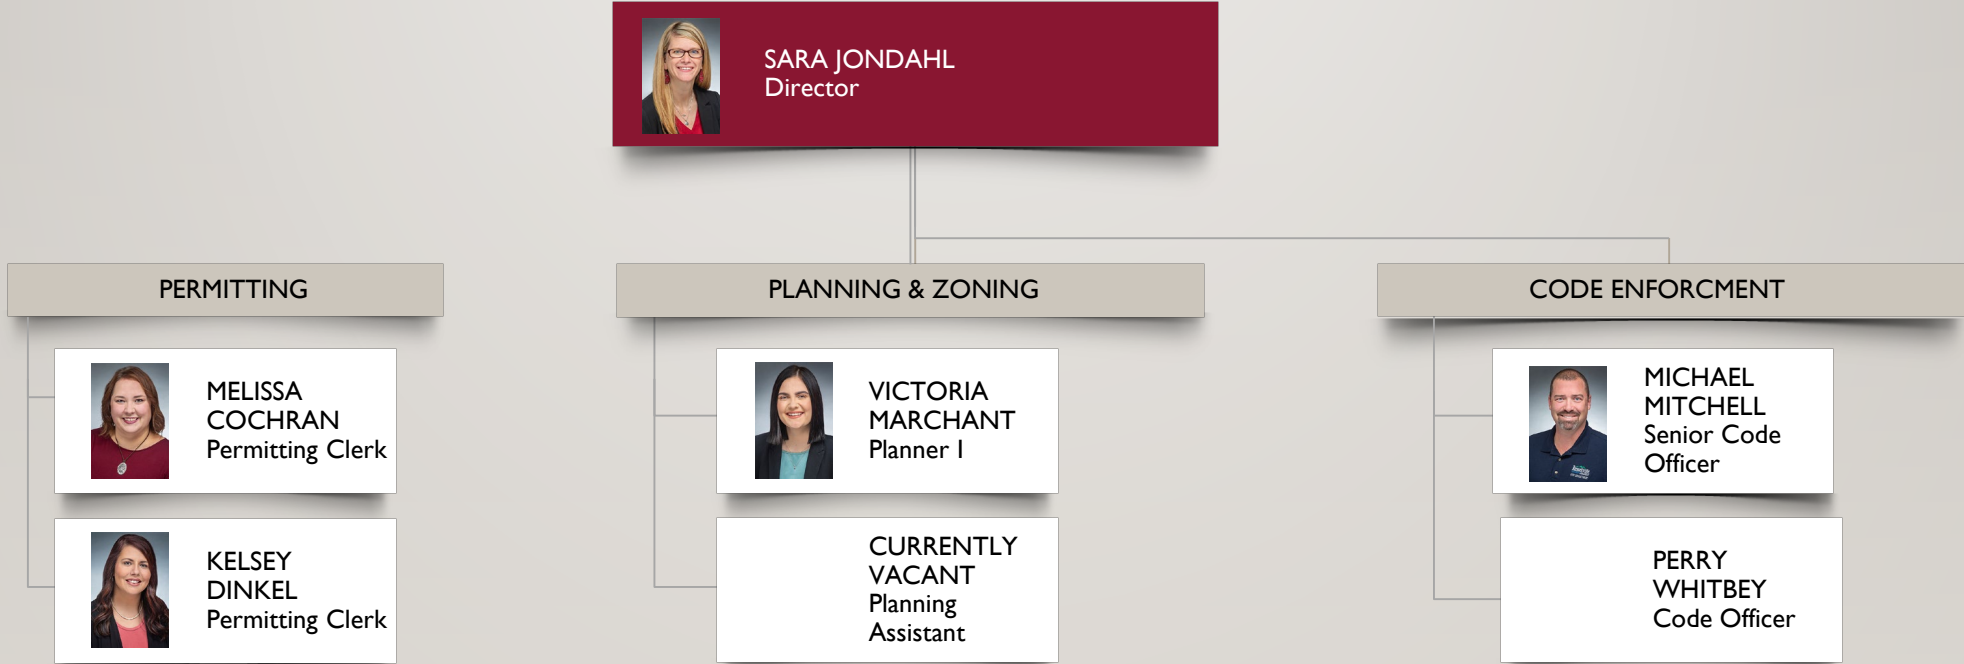 SARA JONDAHL
Director
PERMITTING
MELISSA
COCHRAN
Permitting Clerk
KELSEY
DINKEL
Permitting Clerk
PLANNING & ZONING
VICTORIA
MARCHANT
Planner I
CURRENTLY
VACANT
Planning
Assistant
CODE ENFORCMENT
MICHAEL
MITCHELL
Senior Code
Officer
PERRY
WHITBEY
Code Officer